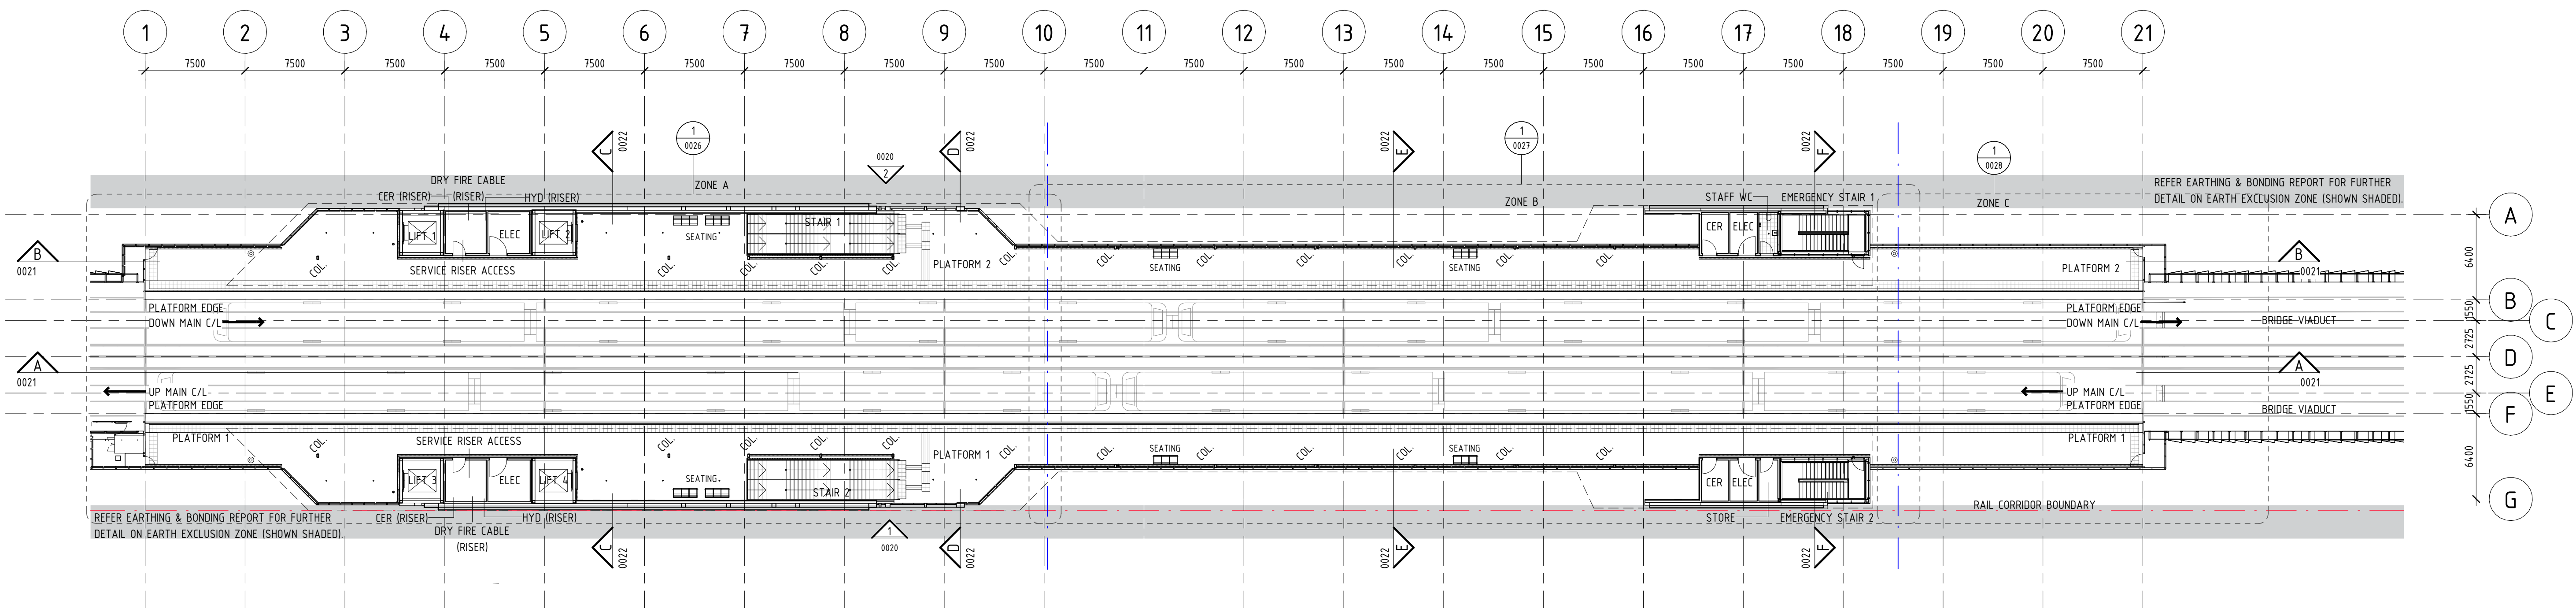 1 2 3 4 5 6 7 8 9 10 11 12 13 14 15 16 17 18 19 20 21
7500 7500 7500 7500 7500 7500 7500 7500 7500 7500 7500 7500 7500 7500 7500 7500 7500 7500 7500 7500
1 1 1
0026 0027 0028
C 0022 D 0022 E 0022 F 0022
0020
2
DRY FIRE CABLE
(RISER)
CER (RISER)
HYD (RISER)
ZONE A
ZONE B
ZONE C
STAFF WC
EMERGENCY STAIR 1
REFER EARTHING & BONDING REPORT FOR FURTHER
DETAIL ON EARTH EXCLUSION ZONE (SHOWN SHADED).
A
LIFT 1 ELEC LIFT 2 SEATING STAIR 1 CER ELEC
B
0021
B
0021
6400
SERVICE RISER ACCESS
COL. COL. COL. COL. COL. COL. COL. COL. COL. COL. COL. COL.
PLATFORM 2
SEATING SEATING
PLATFORM 2
PLATFORM EDGE PLATFORM EDGE
B
1550
DOWN MAIN C/L DOWN MAIN C/L BRIDGE VIADUCT
C
2725
D
A
0021
A
0021
2725
UP MAIN C/L UP MAIN C/L
E
1550
PLATFORM EDGE PLATFORM EDGE BRIDGE VIADUCT
F
PLATFORM 1
SERVICE RISER ACCESS
COL. COL. COL. COL. COL. COL. COL. COL. COL. COL. COL. COL.
PLATFORM 1
SEATING SEATING
PLATFORM 1
6400
LIFT 3 ELEC LIFT 4 SEATING STAIR 2 CER ELEC
G
RAIL CORRIDOR BOUNDARY
REFER EARTHING & BONDING REPORT FOR FURTHER
DETAIL ON EARTH EXCLUSION ZONE (SHOWN SHADED).
CER (RISER)
HYD (RISER)
DRY FIRE CABLE
(RISER)
STORE
EMERGENCY STAIR 2
1
0020
C 0022 D 0022 E 0022 F 0022